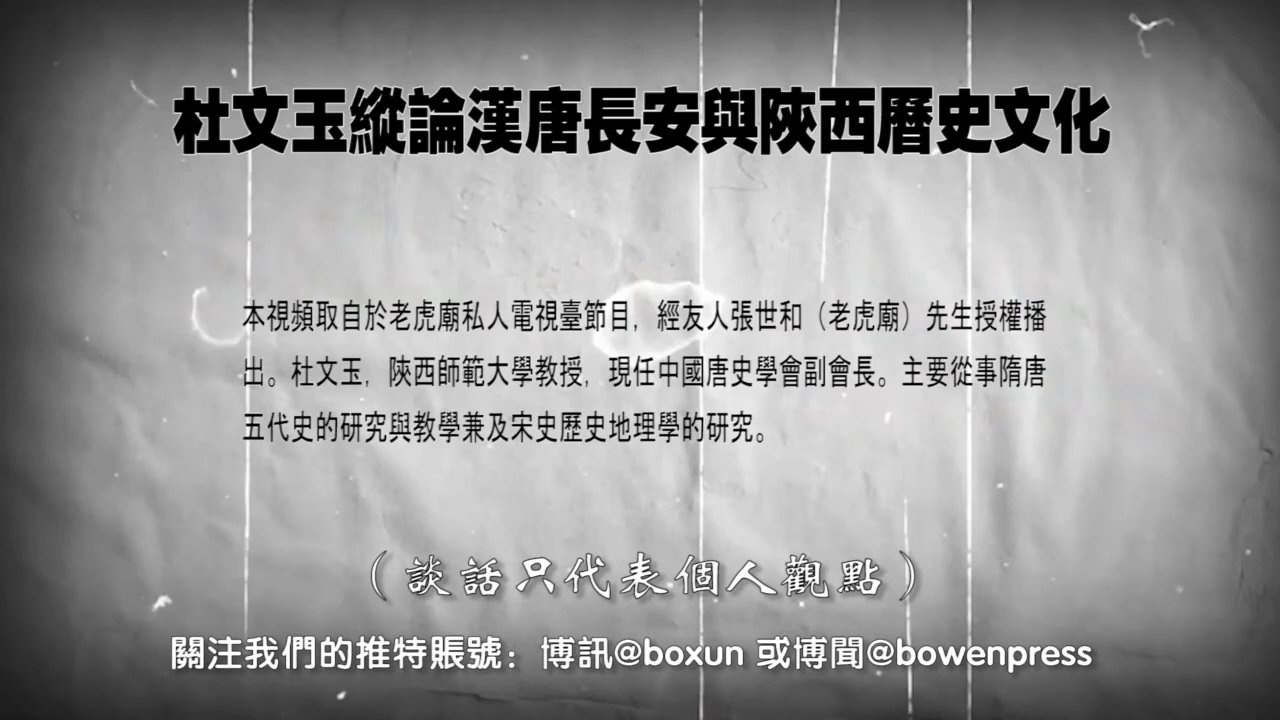 杜文玉縱論漢唐長安與陝西曆史文化
本視頻取自於老虎廟私人電視臺節目，經友人張世和（老虎廟）先生授權播
出。杜文玉，陝西師範大學教授，現任中國唐史學會副會長。主要從事隋唐
五代史的研究與教學兼及宋史歷史地理學的研究。
（談話只代表個人觀點）
關注我們的推特賬號：博訊@boxun 或博聞@bowenpress